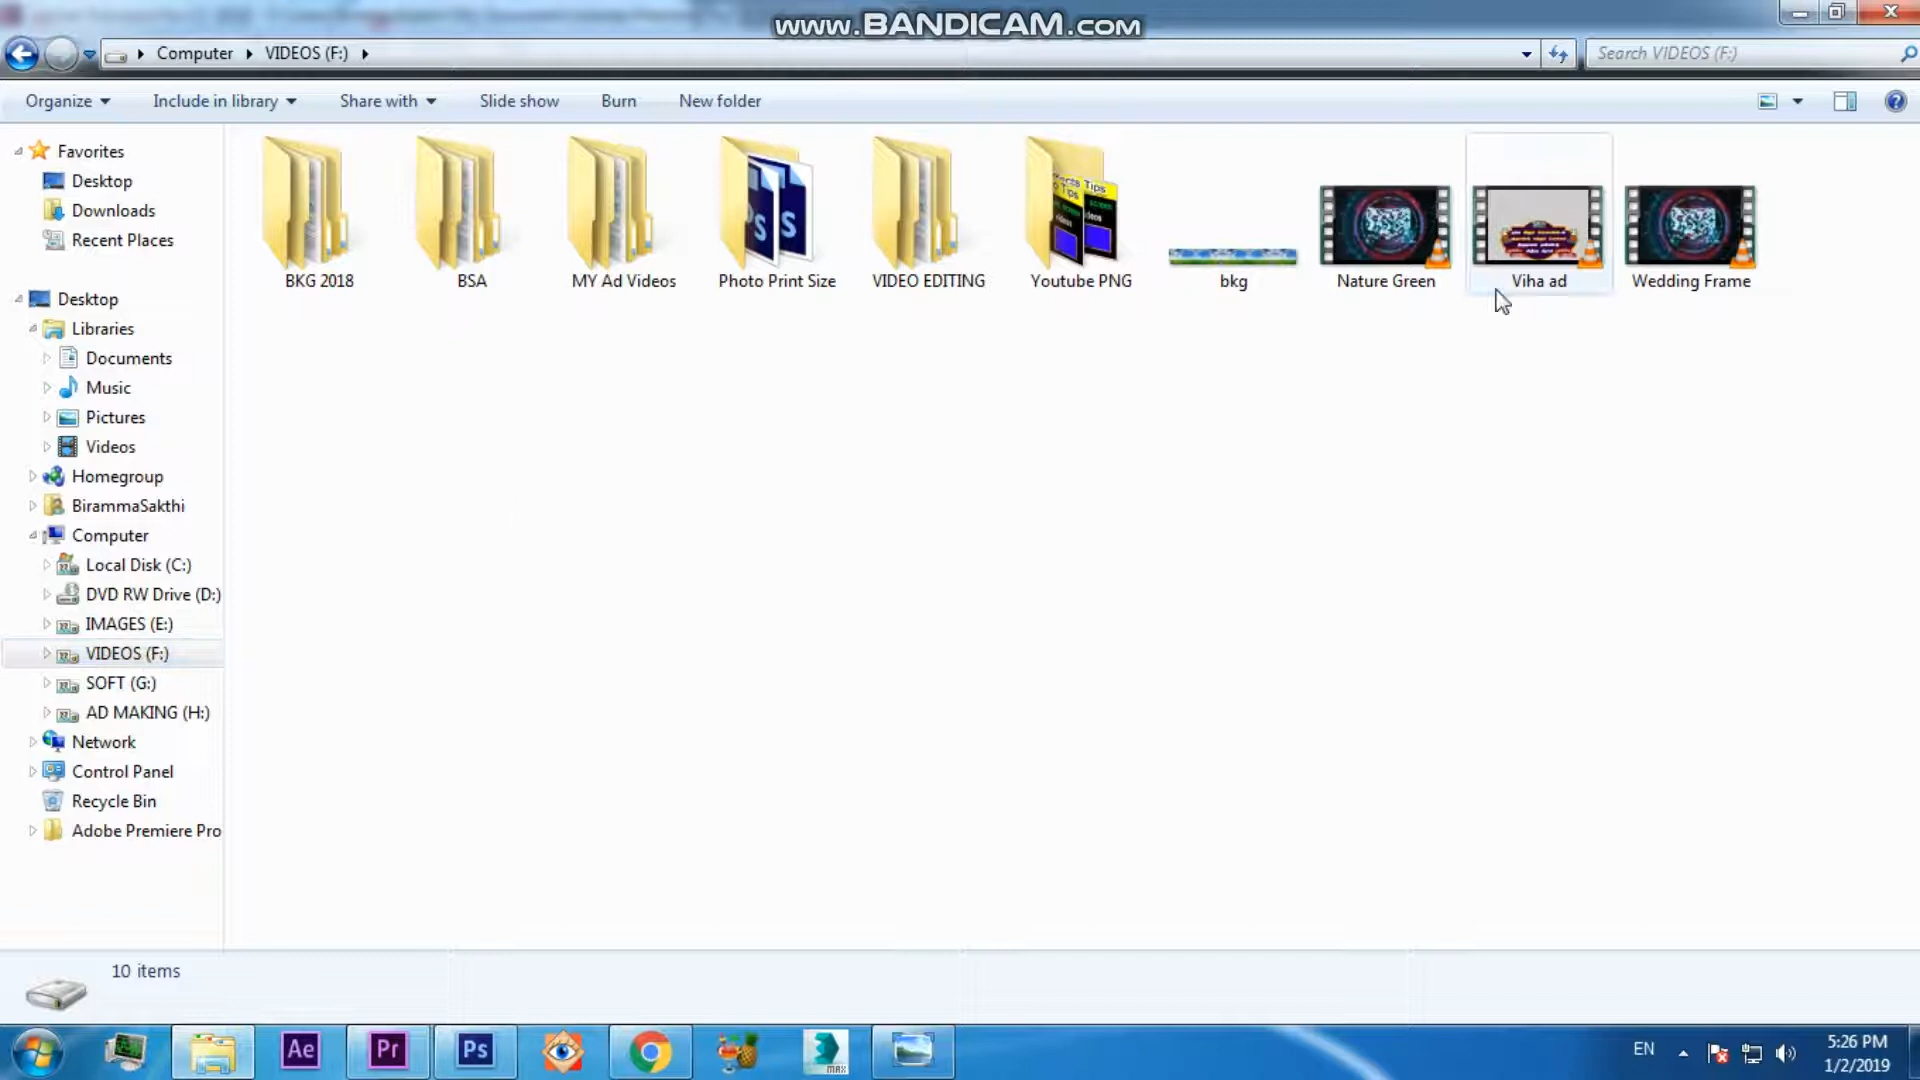 www.BANDICAM.com
Computer
VIDEOS (F:)
Search VIDEOS (F:)
Organize
Include in library
Share with
Slide show
Burn
New folder
Favorites
Desktop
Downloads
Recent Places
Desktop
Libraries
Documents
Music
Pictures
Videos
Homegroup
BirammaSakthi
Computer
Local Disk (C:)
DVD RW Drive (D:)
IMAGES (E:)
VIDEOS (F:)
SOFT (G:)
AD MAKING (H:)
Network
Control Panel
Recycle Bin
Adobe Premiere Pro
BKG 2018
BSA
MY Ad Videos
Photo Print Size
VIDEO EDITING
Youtube PNG
bkg
Nature Green
Viha ad
Wedding Frame
10 items
Ae
Pr
Ps
MAX
EN
5:26 PM
1/2/2019